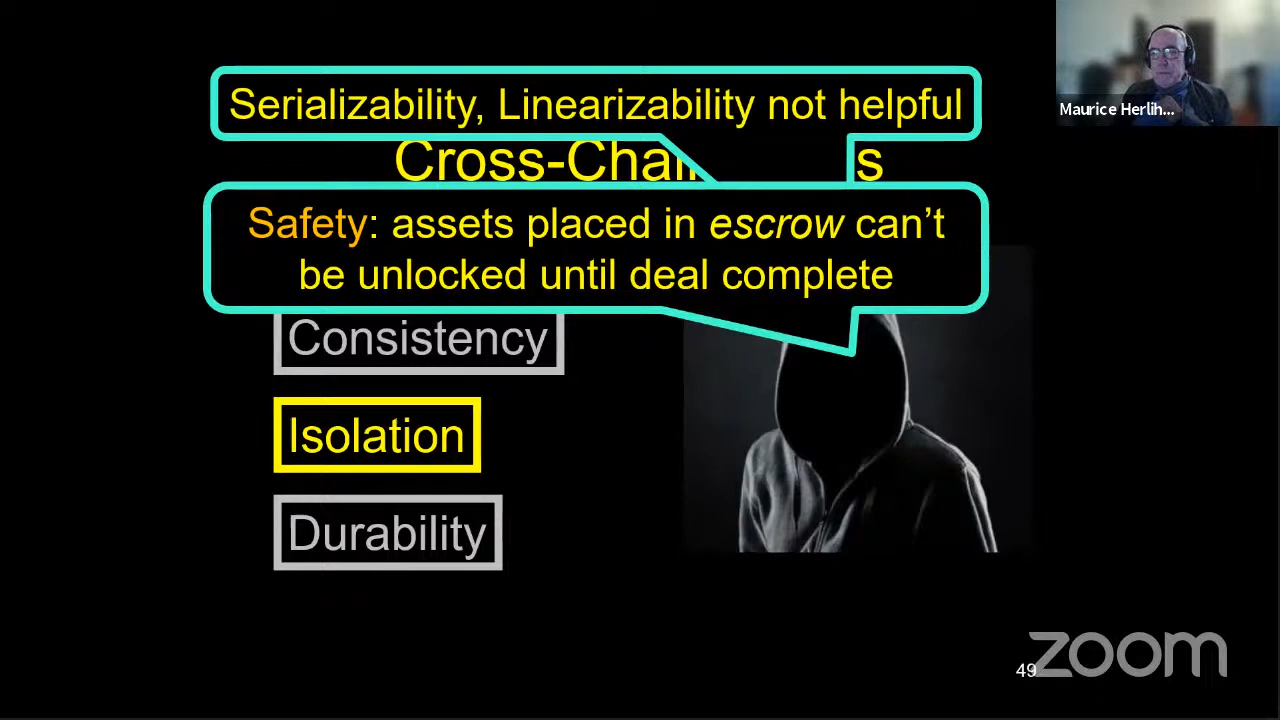 Serializability, Linearizability not helpful
Cross-Chai s
Safety: assets placed in escrow can’t
be unlocked until deal complete
Consistency
Isolation
Durability
Maurice Herlih...
49
zoom